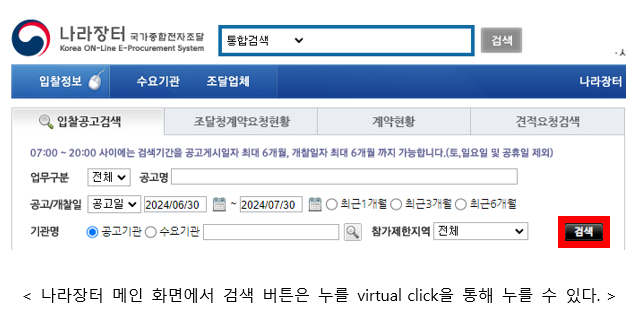 나라장터 국가종합전자조달
Korea ON-Line E-Procurement System
통합검색 검색
입찰정보 수요기관 조달업체 나라장터
입찰공고검색 조달청계약요청현황 계약현황 견적요청검색
07:00 ~ 20:00 사이에는 검색기간을 공고게시일자 최대 6개월, 개찰일자 최대 6개월 까지 가능합니다.(토,일요일 및 공휴일 제외)
업무구분 전체 공고명
공고/개찰일 공고일 2024/06/30 ~ 2024/07/30 최근1개월 최근3개월 최근6개월
기관명 공고기관 수요기관 참가제한지역 전체 검색
< 나라장터 메인 화면에서 검색 버튼은 누를 virtual click을 통해 누를 수 있다. >